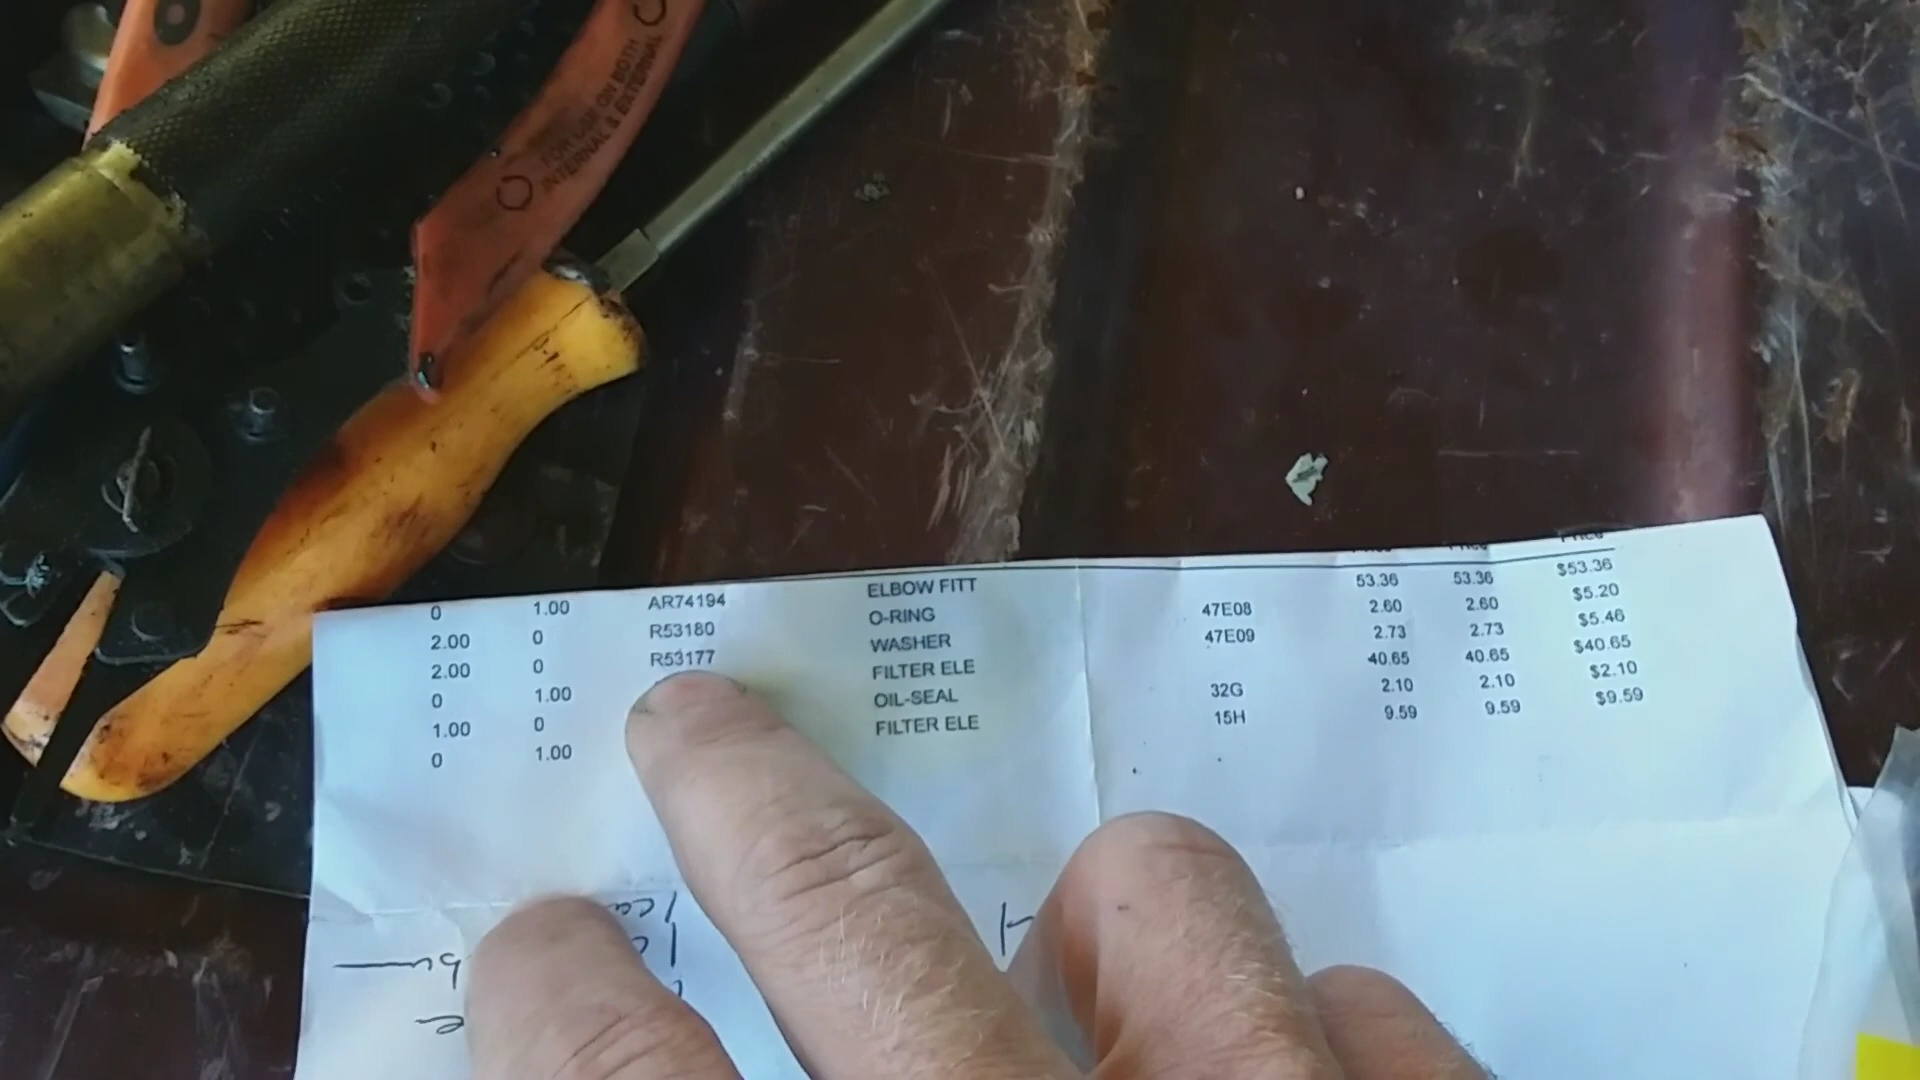 FOR USE ON BOTH
INTERNAL & EXTERNAL
0 1.00 AR74194 ELBOW FITT 53.36 53.36 $53.36
2.00 0 R53180 O-RING 47E08 2.60 2.60 $5.20
2.00 0 R53177 WASHER 47E09 2.73 2.73 $5.46
0 1.00 FILTER ELE 40.65 40.65 $40.65
1.00 0 OIL-SEAL 32G 2.10 2.10 $2.10
0 1.00 FILTER ELE 15H 9.59 9.59 $9.59